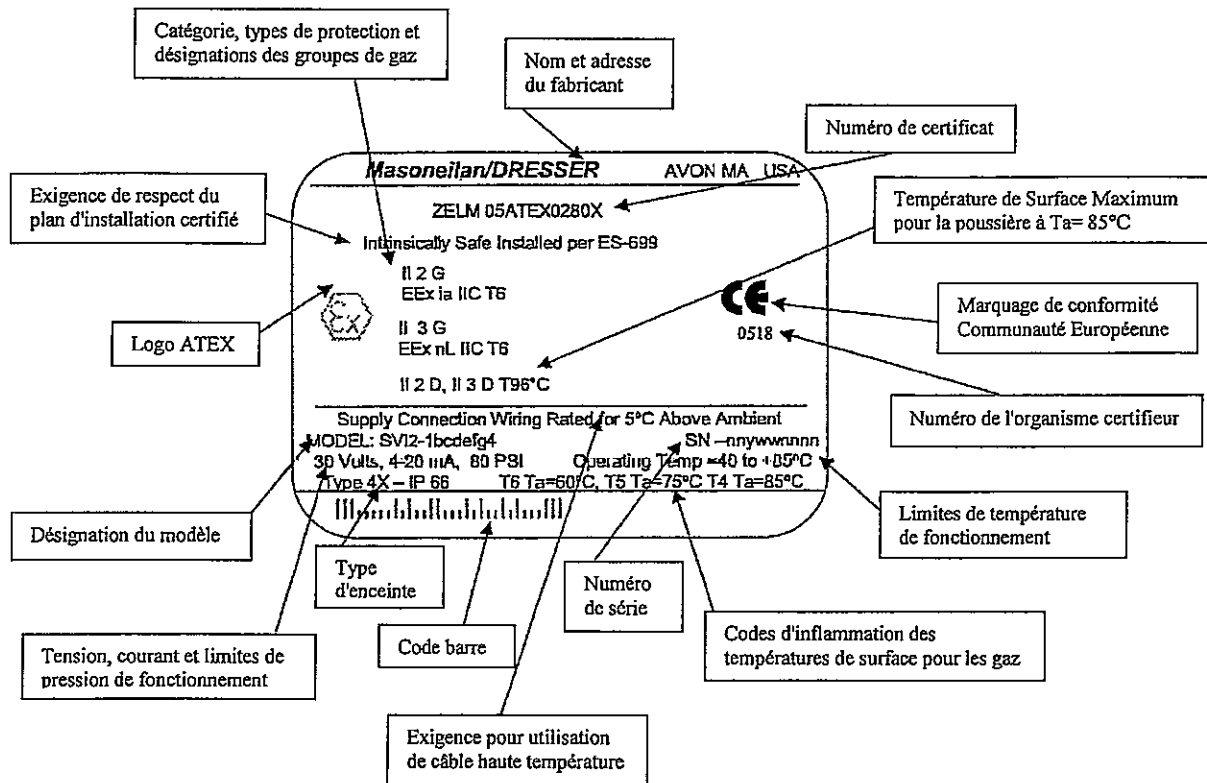 Catégorie, types de protection et
désignations des groupes de gaz
Nom et adresse
du fabricant
Numéro de certificat
Exigence de respect du
plan d'installation certifié
Température de Surface Maximum
pour la poussière à Ta= 85°C
Logo ATEX
Marquage de conformité
Communauté Européenne
Numéro de l'organisme certifieur
Masoneilan/DRESSER AVON MA USA
ZELM 05ATEX0280X
Intrinsically Safe Installed per ES-699
II 2 G
EEx ia IIC T6
II 3 G
EEx nL IIC T6
II 2 D, II 3 D T96°C
Ex
CE
0518
Supply Connection Wiring Rated for 5°C Above Ambient
MODEL: SVI2-1bcdefg4 SN –nnywwnnnn
30 Volts, 4-20 mA, 80 PSI Operating Temp -40 to +85°C
Type 4X – IP 66 T6 Ta=60°C, T5 Ta=75°C T4 Ta=85°C
Désignation du modèle
Type
d'enceinte
Numéro
de série
Limites de température
de fonctionnement
Tension, courant et limites de
pression de fonctionnement
Code barre
Codes d'inflammation des
températures de surface pour les gaz
Exigence pour utilisation
de câble haute température